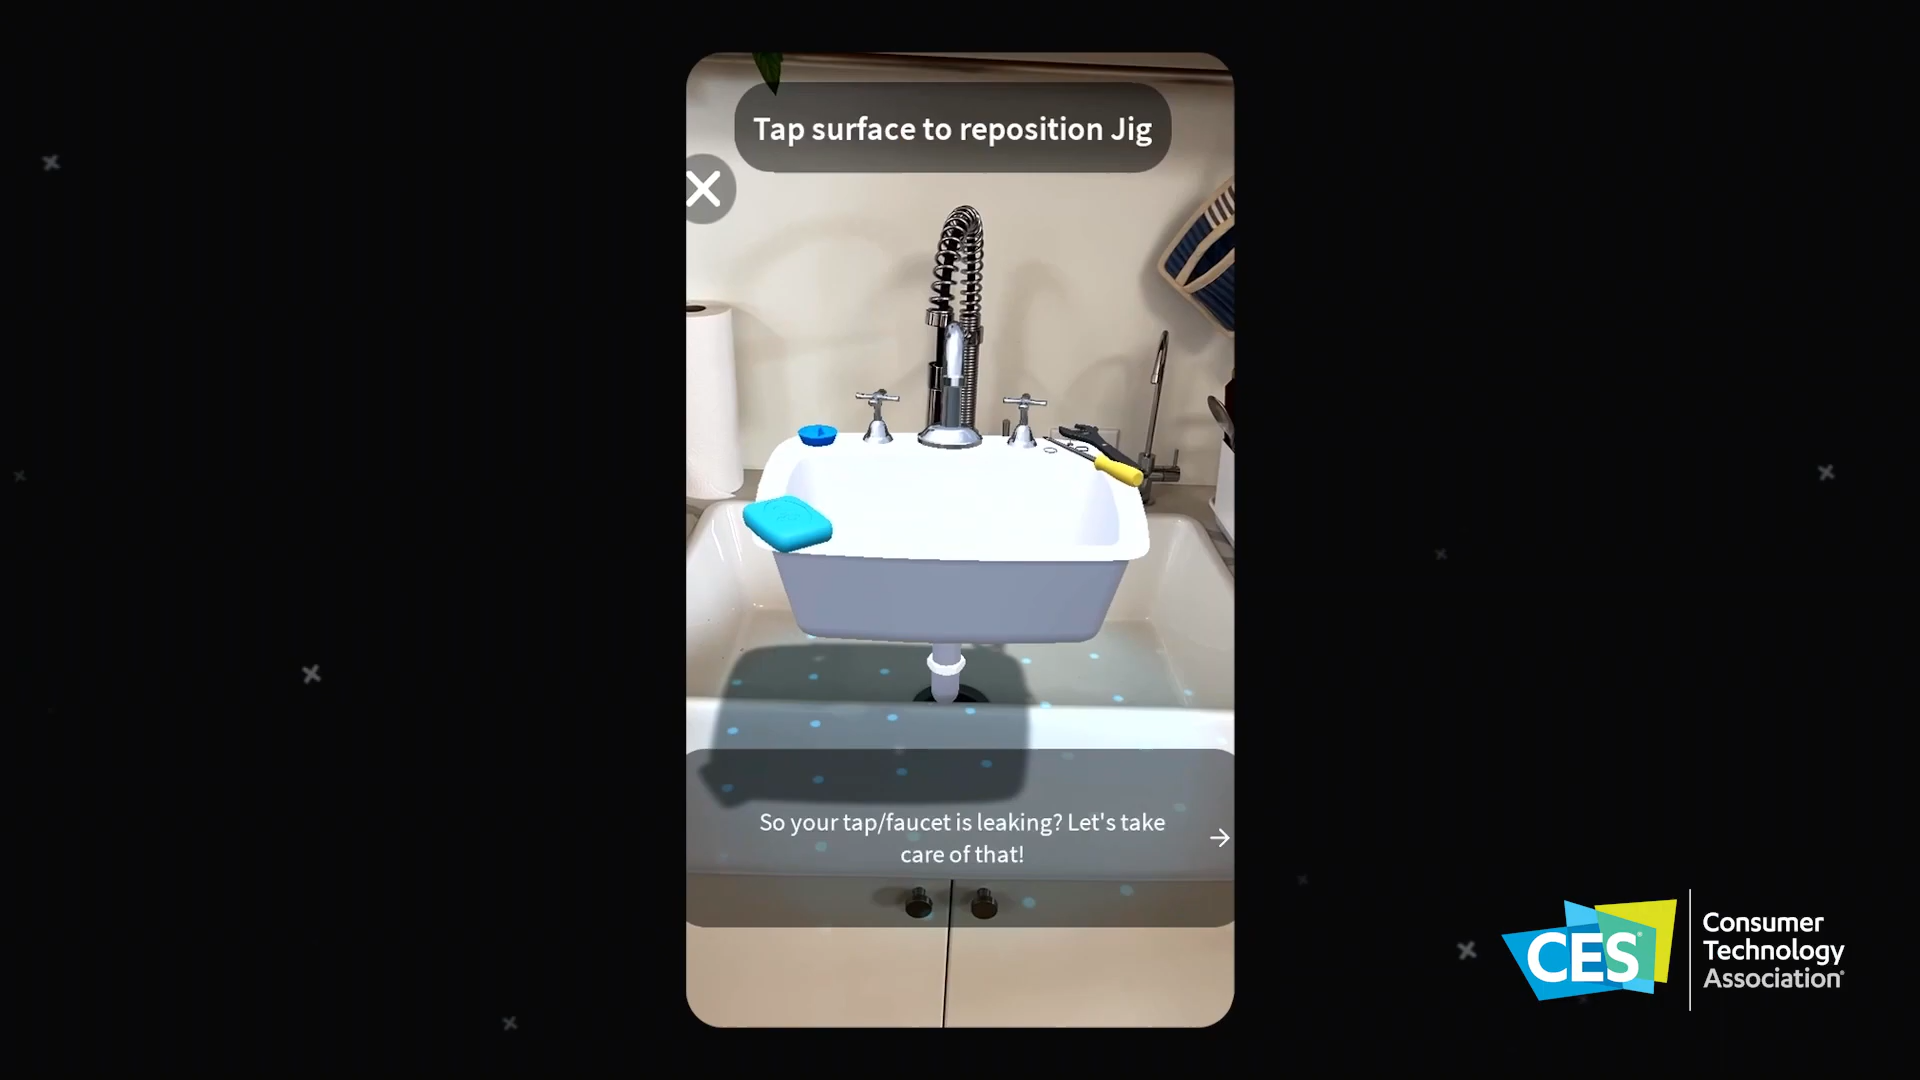 Tap surface to reposition Jig
So your tap/faucet is leaking? Let's take
care of that!
CES
Consumer
Technology
Association